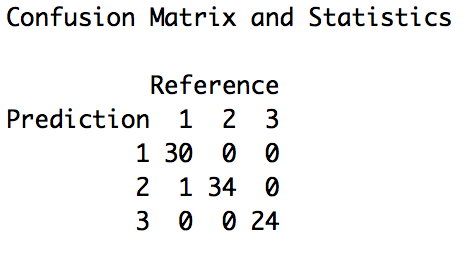 Confusion Matrix and Statistics
Reference
Prediction 1 2 3
1 30 0 0
2 1 34 0
3 0 0 24